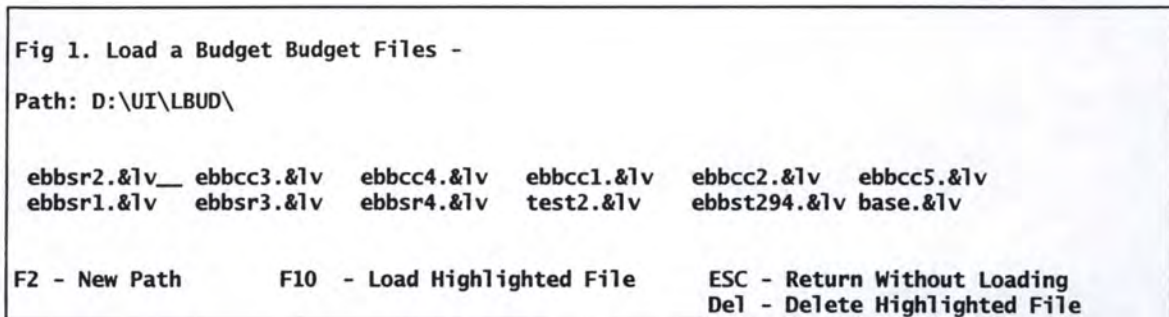 Fig 1. Load a Budget Budget Files -
Path: D:\UI\LBUD\
ebbsr2.&lv__ ebbcc3.&lv ebbcc4.&lv ebbcc1.&lv ebbcc2.&lv ebbcc5.&lv
ebbsr1.&lv ebbsr3.&lv ebbsr4.&lv test2.&lv ebbst294.&lv base.&lv
F2 - New Path F10 - Load Highlighted File ESC - Return Without Loading
Del - Delete Highlighted File